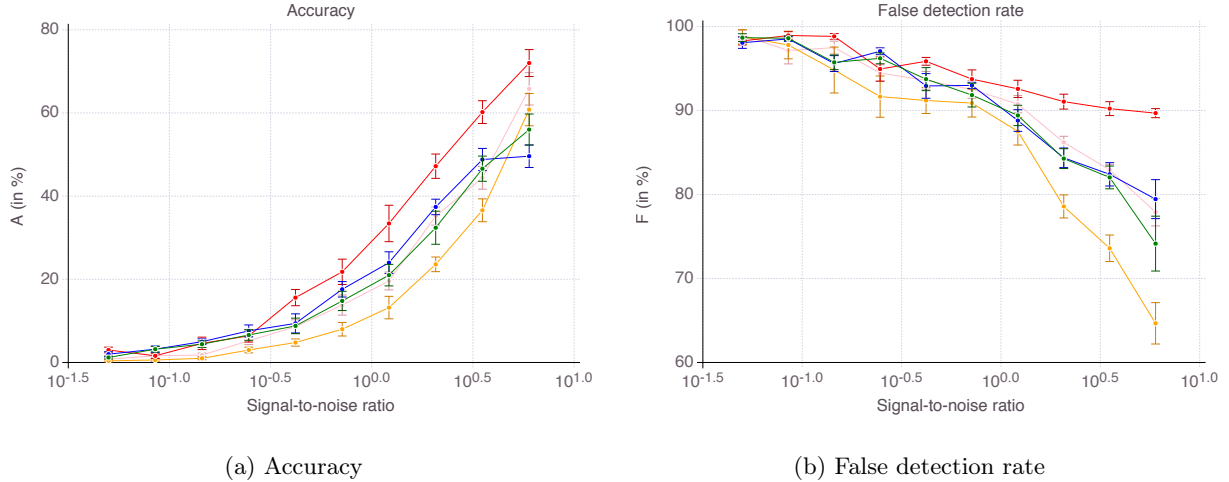 Accuracy
80
60
40
20
0
A (in %)
10^-1.5
10^-1.0
10^-0.5
10^0.0
10^0.5
10^1.0
Signal-to-noise ratio
(a) Accuracy
False detection rate
100
90
80
70
60
F (in %)
10^-1.5
10^-1.0
10^-0.5
10^0.0
10^0.5
10^1.0
Signal-to-noise ratio
(b) False detection rate